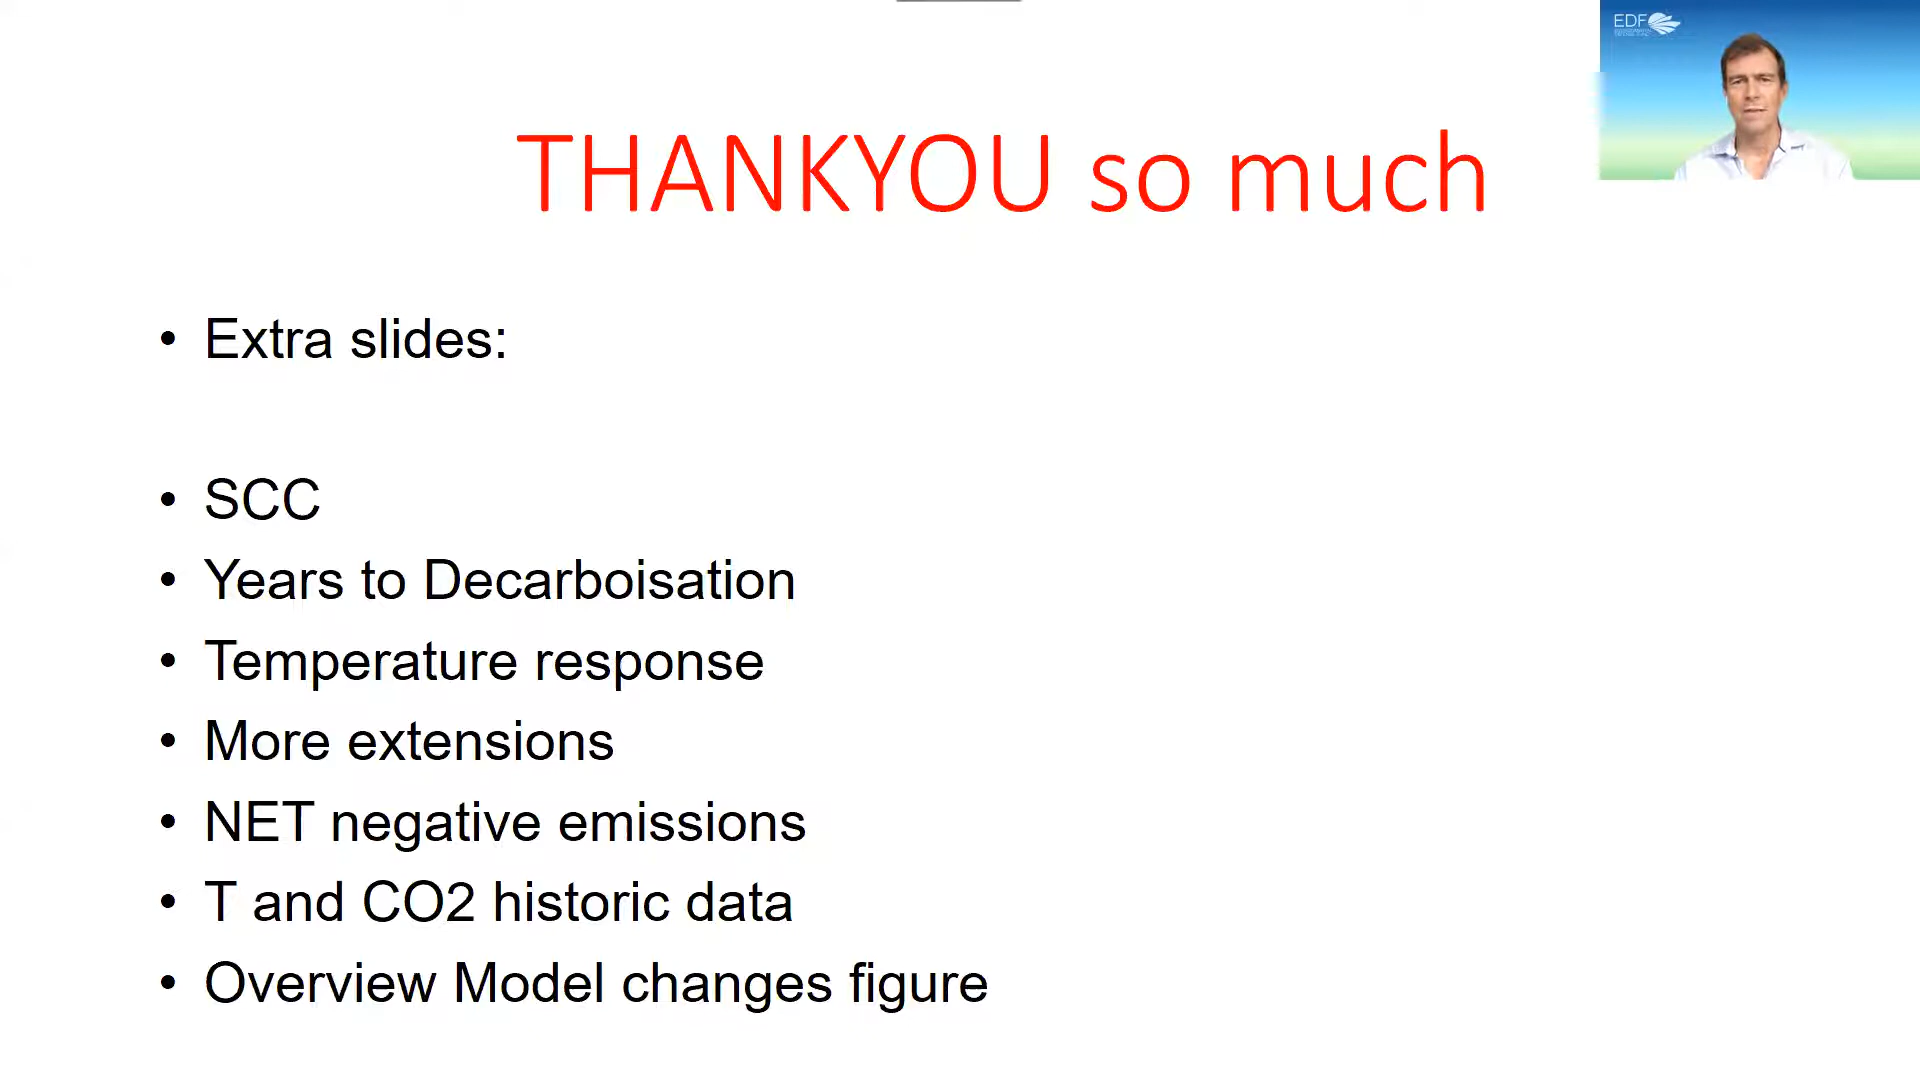 EDF
THANKYOU so much
• Extra slides:
• SCC
• Years to Decarboisation
• Temperature response
• More extensions
• NET negative emissions
• T and CO2 historic data
• Overview Model changes figure